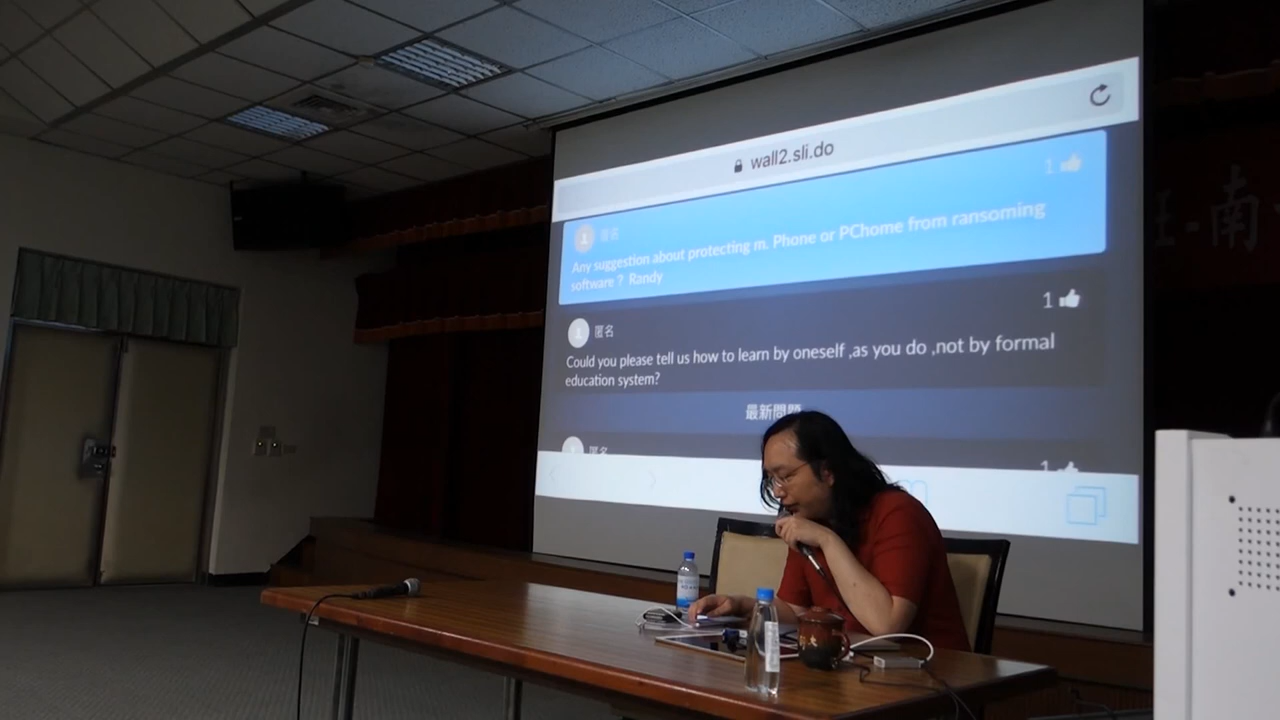 wall2.sli.do
1
匿名
Any suggestion about protecting m. Phone or PChome from ransoming
software ? Randy
1
匿名
Could you please tell us how to learn by oneself ,as you do ,not by formal
education system?
最新問題
匿名
1
南